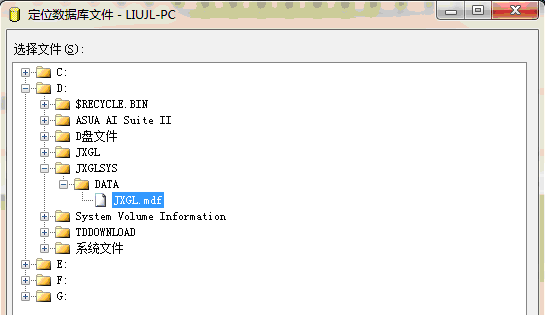 定位数据库文件 - LIUJL-PC
选择文件(S):
C:
D:
$RECYCLE.BIN
ASUA AI Suite II
D盘文件
JXGL
JXGLSYS
DATA
JXGL.mdf
System Volume Information
TDDOWNLOAD
系统文件
E:
F:
G: